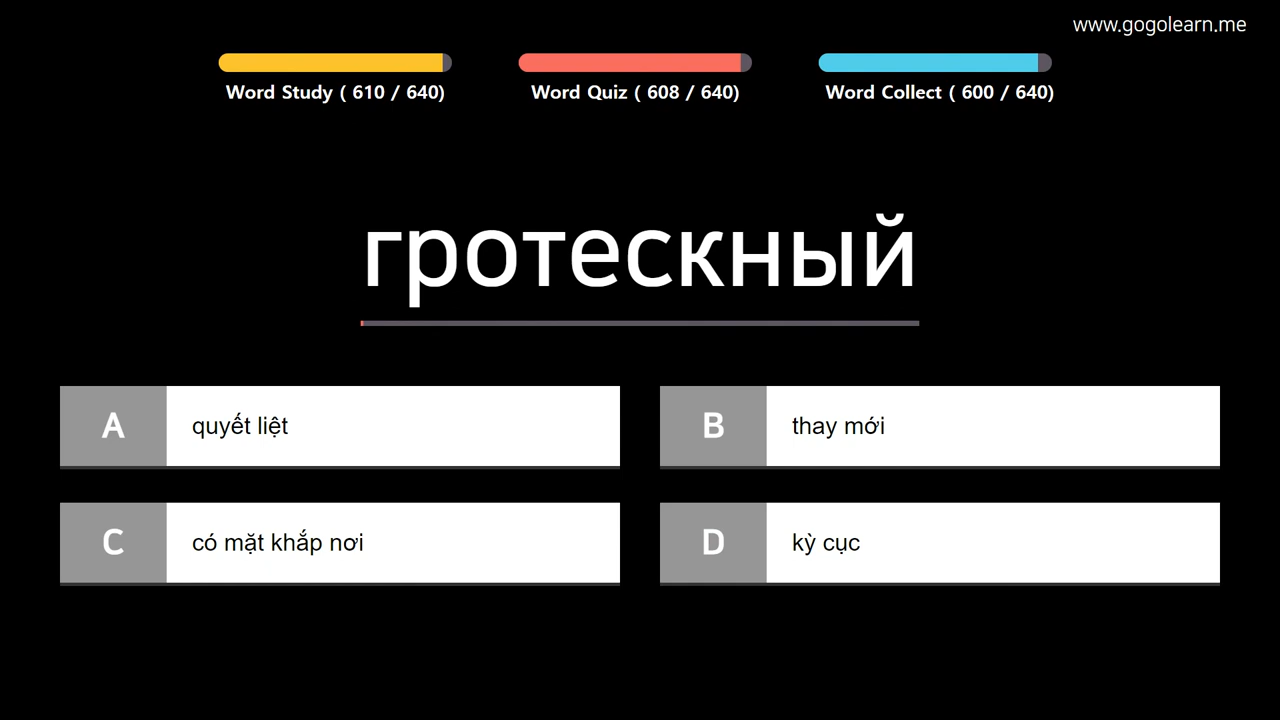 www.gogolearn.me
Word Study ( 610 / 640)
Word Quiz ( 608 / 640)
Word Collect ( 600 / 640)
гротескный
A quyết liệt
B thay mới
C có mặt khắp nơi
D kỳ cục